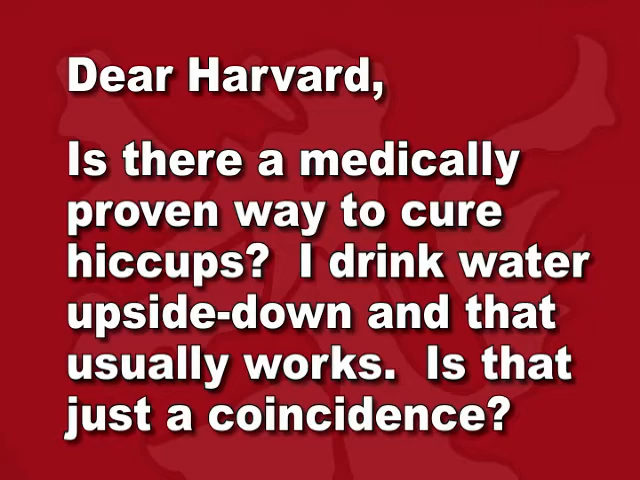 Dear Harvard,
Is there a medically
proven way to cure
hiccups?  I drink water
upside-down and that
usually works.  Is that
just a coincidence?